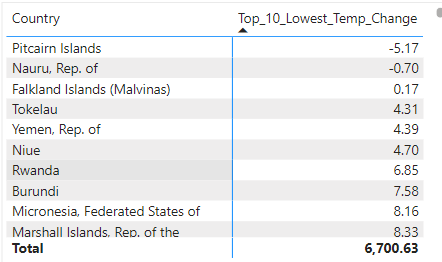 Country Top_10_Lowest_Temp_Change
Pitcairn Islands -5.17
Nauru, Rep. of -0.70
Falkland Islands (Malvinas) 0.17
Tokelau 4.31
Yemen, Rep. of 4.39
Niue 4.70
Rwanda 6.85
Burundi 7.58
Micronesia, Federated States of 8.16
Marshall Islands, Rep. of the 8.33
Total 6,700.63